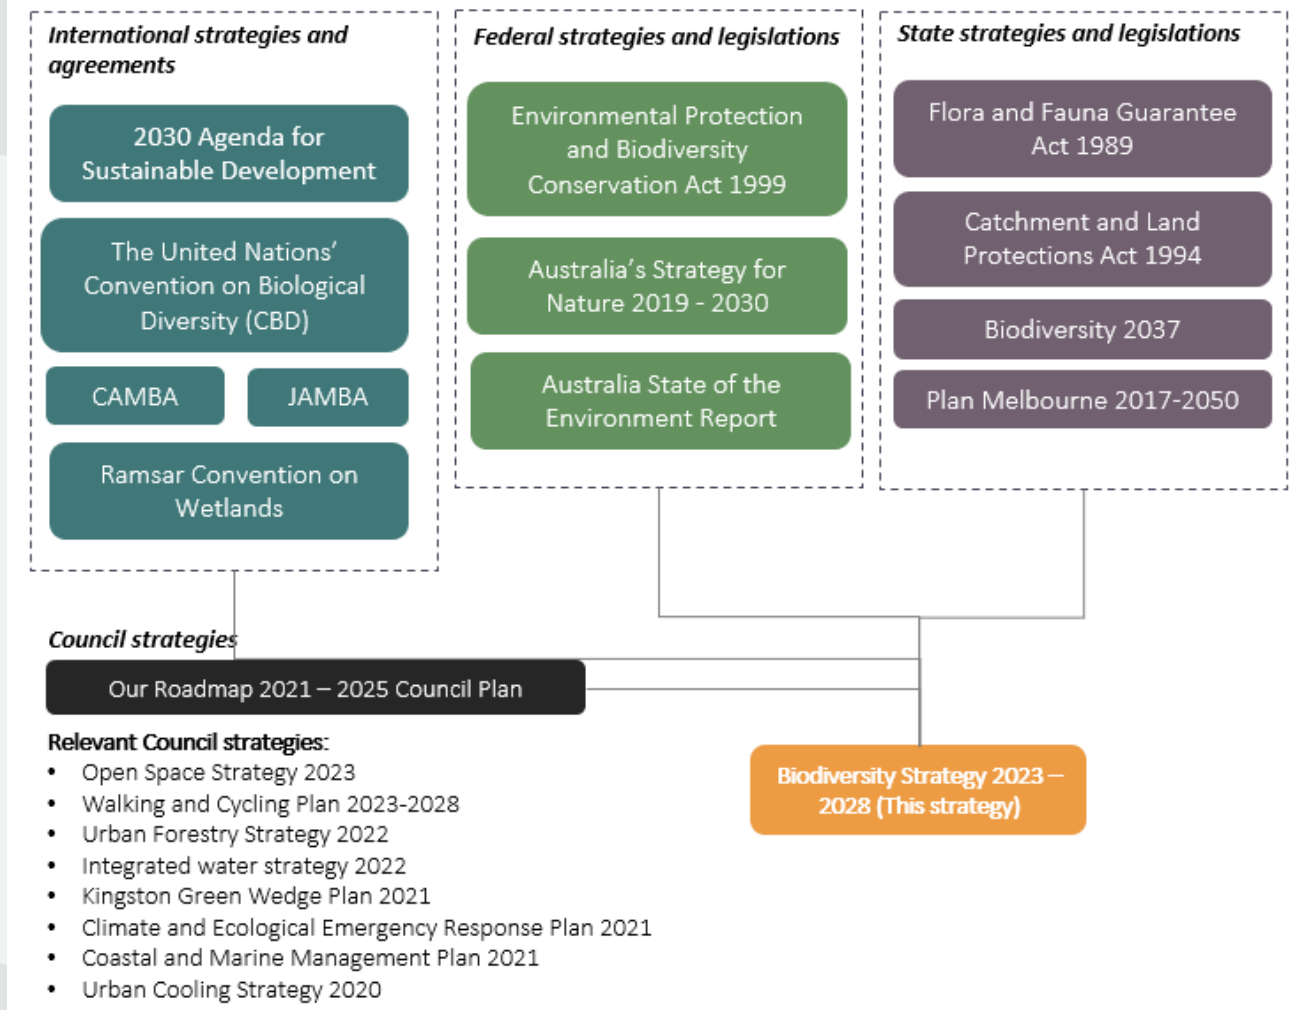 International strategies and
agreements
2030 Agenda for
Sustainable Development
The United Nations’
Convention on Biological
Diversity (CBD)
CAMBA
JAMBA
Ramsar Convention on
Wetlands
Federal strategies and legislations
Environmental Protection
and Biodiversity
Conservation Act 1999
Australia’s Strategy for
Nature 2019 - 2030
Australia State of the
Environment Report
State strategies and legislations
Flora and Fauna Guarantee
Act 1989
Catchment and Land
Protections Act 1994
Biodiversity 2037
Plan Melbourne 2017-2050
Council strategies
Our Roadmap 2021 – 2025 Council Plan
Relevant Council strategies:
• Open Space Strategy 2023
• Walking and Cycling Plan 2023-2028
• Urban Forestry Strategy 2022
• Integrated water strategy 2022
• Kingston Green Wedge Plan 2021
• Climate and Ecological Emergency Response Plan 2021
• Coastal and Marine Management Plan 2021
• Urban Cooling Strategy 2020
Biodiversity Strategy 2023 –
2028 (This strategy)